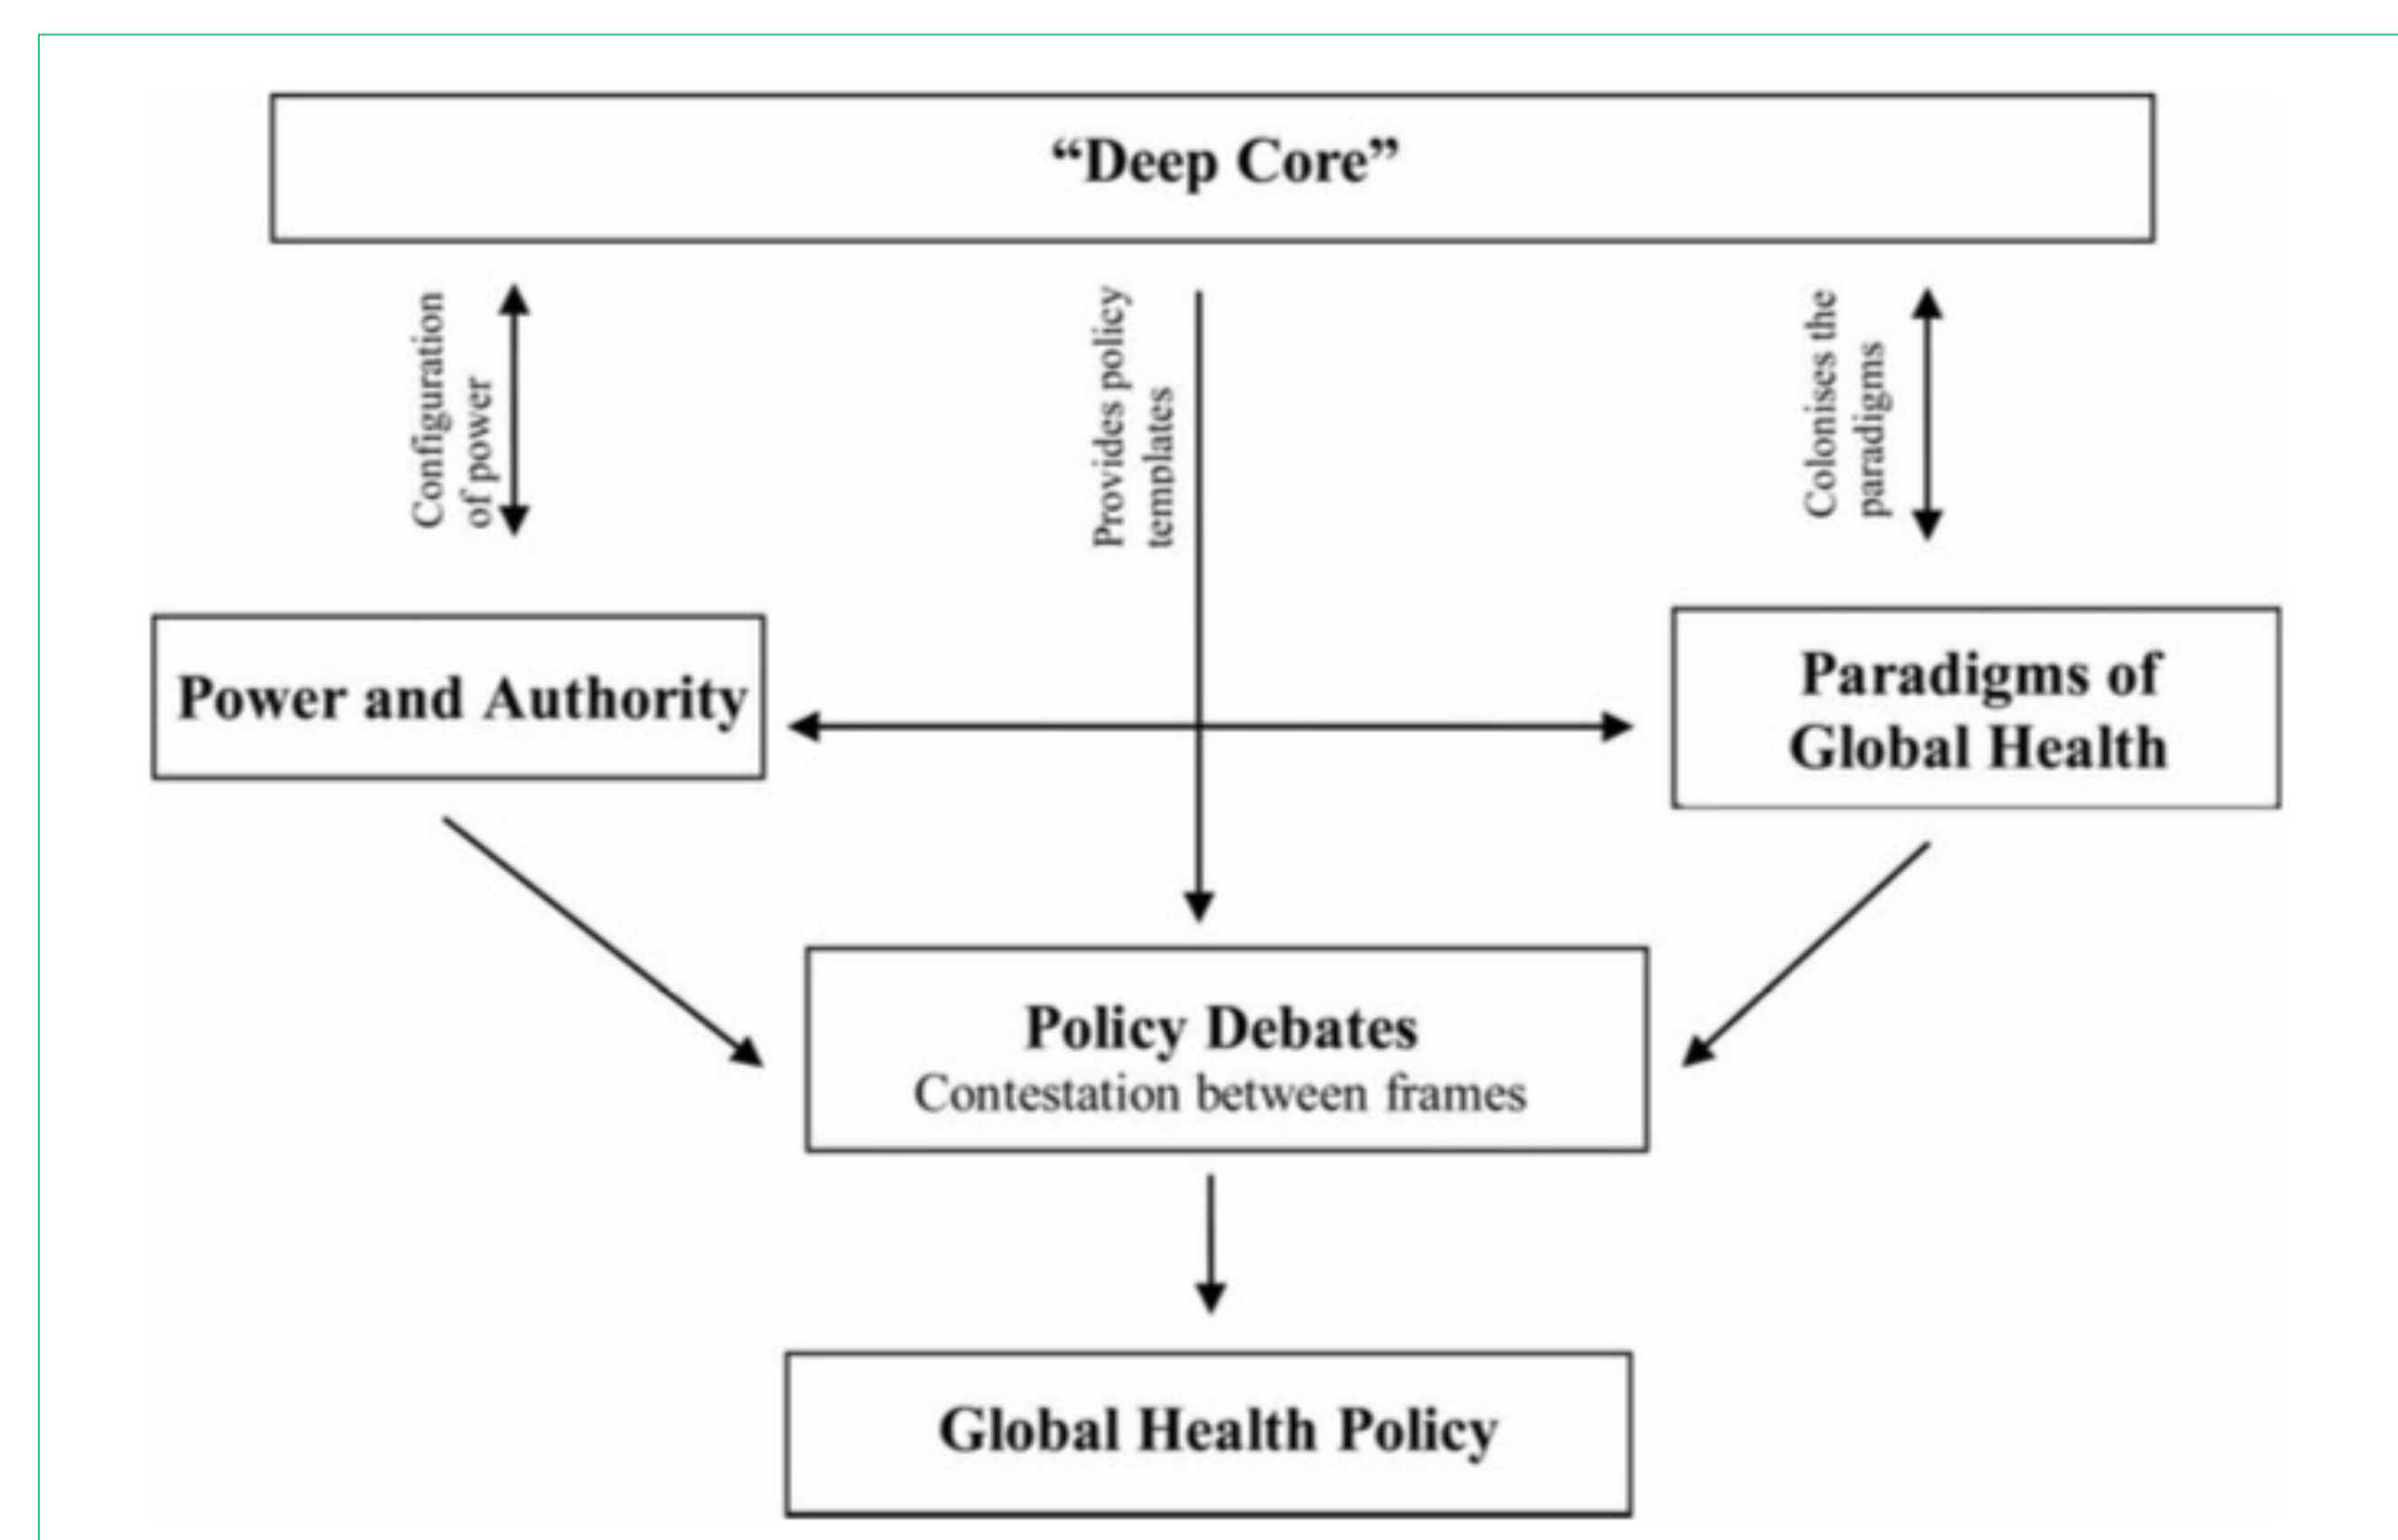 “Deep Core”
Configuration
of power
Provides policy
templates
Colonises the
paradigms
Power and Authority
Paradigms of
Global Health
Policy Debates
Contestation between frames
Global Health Policy